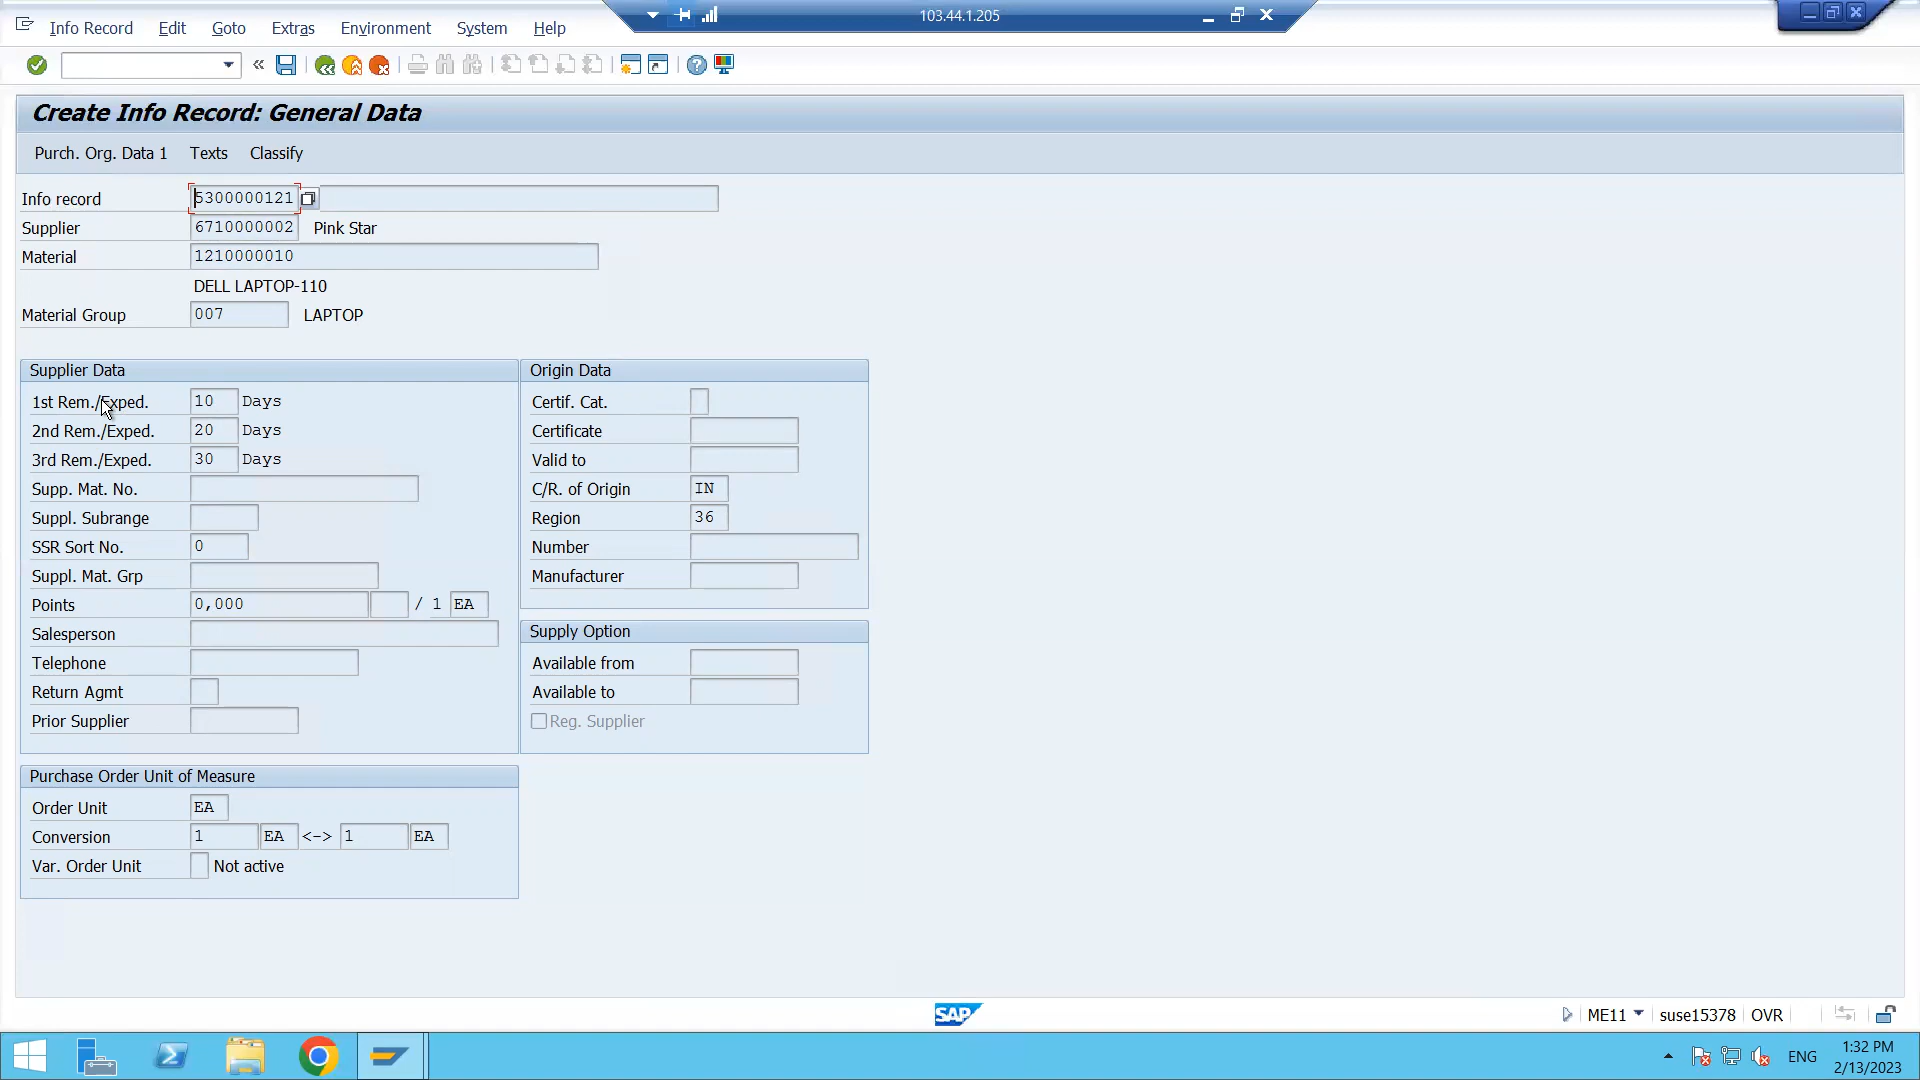 103.44.1.205
Info Record Edit Goto Extras Environment System Help
Create Info Record: General Data
Purch. Org. Data 1 Texts Classify
Info record 5300000121
Supplier 6710000002 Pink Star
Material 1210000010
DELL LAPTOP-110
Material Group 007 LAPTOP
Supplier Data
1st Rem./Exped. 10 Days
2nd Rem./Exped. 20 Days
3rd Rem./Exped. 30 Days
Supp. Mat. No.
Suppl. Subrange
SSR Sort No. 0
Suppl. Mat. Grp
Points 0,000 / 1 EA
Salesperson
Telephone
Return Agmt
Prior Supplier
Origin Data
Certif. Cat.
Certificate
Valid to
C/R. of Origin IN
Region 36
Number
Manufacturer
Supply Option
Available from
Available to
Reg. Supplier
Purchase Order Unit of Measure
Order Unit EA
Conversion 1 EA <-> 1 EA
Var. Order Unit Not active
SAP
ME11 suse15378 OVR
ENG
1:32 PM
2/13/2023